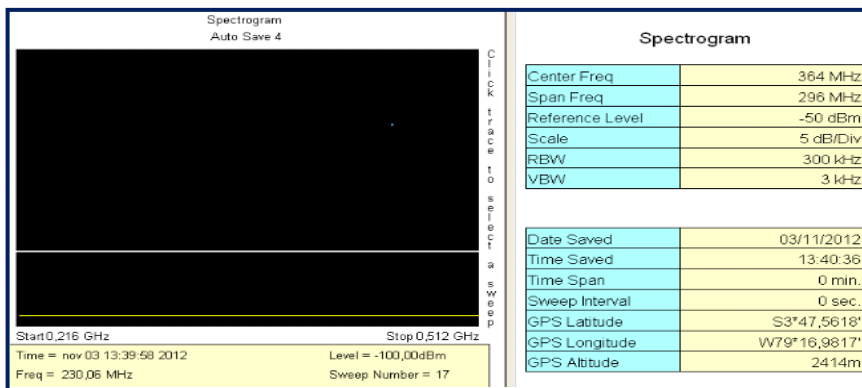 Spectrogram
Auto Save 4
Click trace to select a sweep
Start 0,216 GHz Stop 0,512 GHz
Time = nov 03 13:39:58 2012 Level = -100,00dBm
Freq = 230,06 MHz Sweep Number = 17
Spectrogram
Center Freq 364 MHz
Span Freq 296 MHz
Reference Level -50 dBm
Scale 5 dB/Div
RBW 300 kHz
VBW 3 kHz
Date Saved 03/11/2012
Time Saved 13:40:36
Time Span 0 min.
Sweep Interval 0 sec.
GPS Latitude S3*47,5618'
GPS Longitude W79*16,9817'
GPS Altitude 2414m